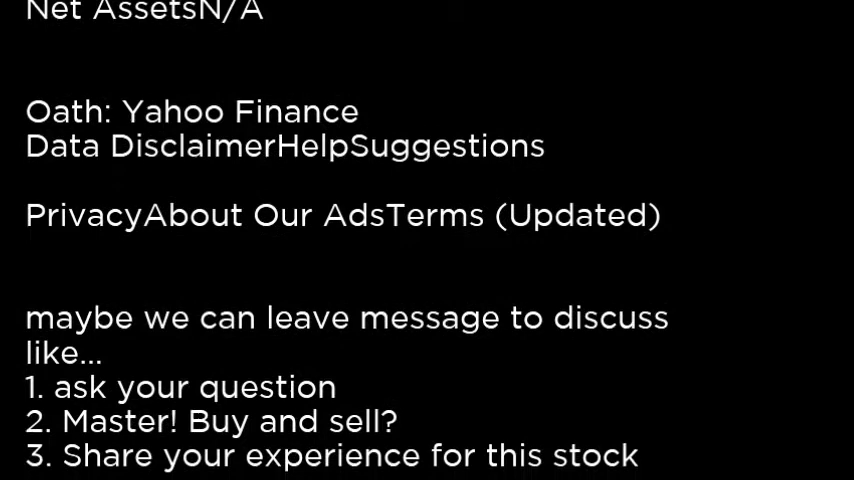 Net AssetsN/A
Oath: Yahoo Finance
Data DisclaimerHelpSuggestions
PrivacyAbout Our AdsTerms (Updated)
maybe we can leave message to discuss
like...
1. ask your question
2. Master! Buy and sell?
3. Share your experience for this stock